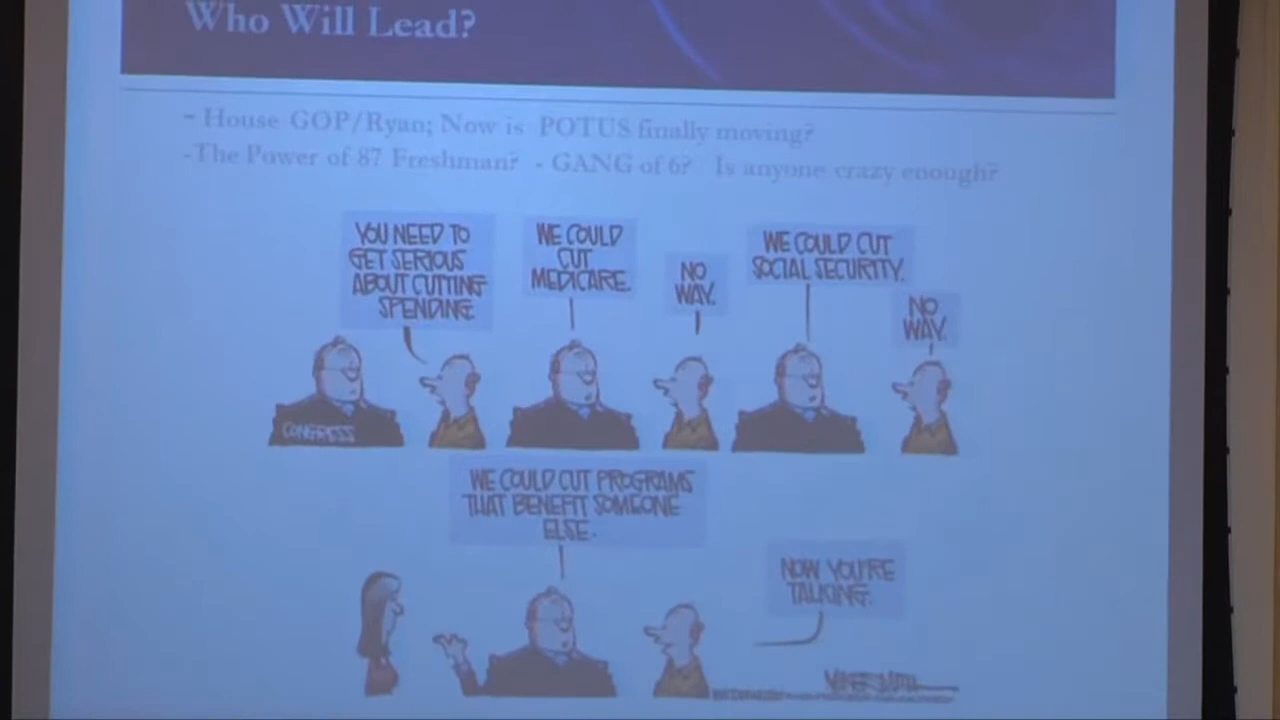 Who Will Lead?
- House GOP/Ryan; Now is POTUS finally moving?
-The Power of 87 Freshman? - GANG of 6? Is anyone crazy enough?
YOU NEED TO
GET SERIOUS
ABOUT CUTTING
SPENDING.
WE COULD
CUT
MEDICARE.
NO
WAY.
WE COULD CUT
SOCIAL SECURITY.
NO
WAY.
CONGRESS
WE COULD CUT PROGRAMS
THAT BENEFIT SOMEONE
ELSE.
NOW YOU'RE
TALKING.